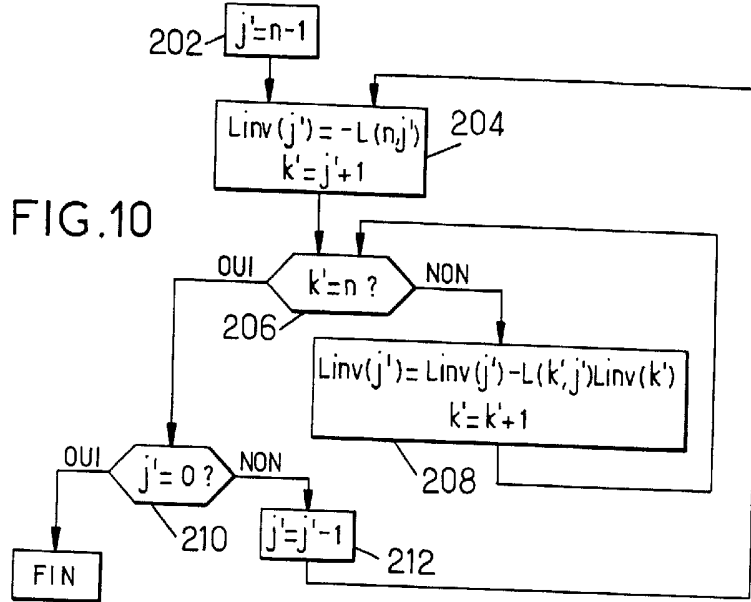 202
j'=n-1
Linv(j')=-L(n,j')
k'=j'+1
204
FIG.10
OUI
k'=n ?
NON
206
Linv(j')=Linv(j')-L(k',j')Linv(k')
k'=k'+1
208
OUI
j'=0 ?
NON
210
j'=j'-1
212
FIN